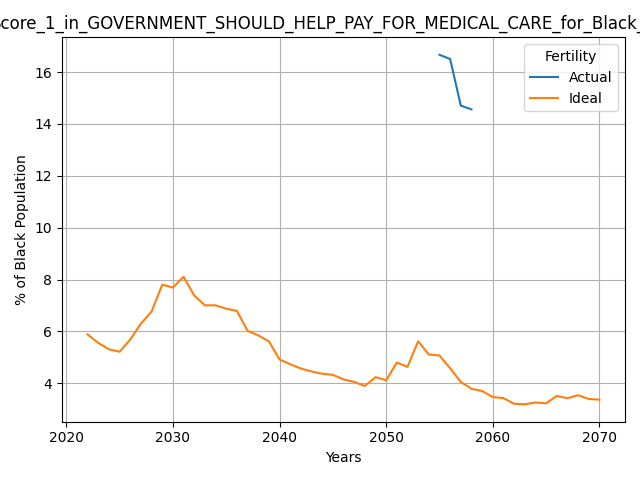 core_1_in_GOVERNMENT_SHOULD_HELP_PAY_FOR_MEDICAL_CARE_for_Black_
Fertility
Actual
Ideal
% of Black Population
16
14
12
10
8
6
4
2020
2030
2040
2050
2060
2070
Years